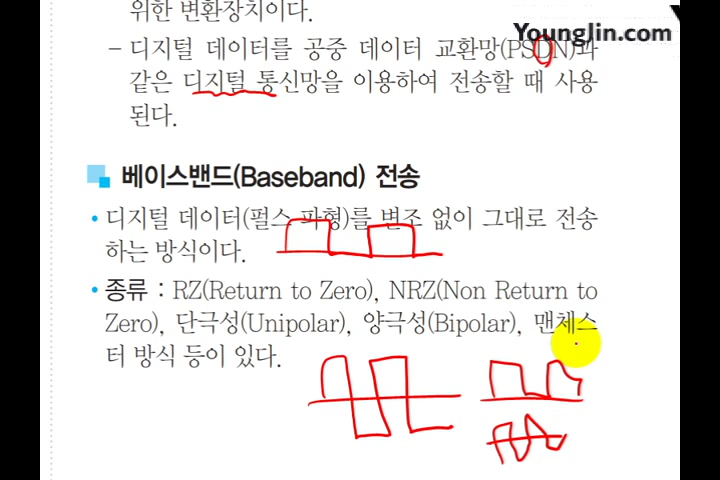 위한 변환장치이다.
Youngjin.com
– 디지털 데이터를 공중 데이터 교환망(PSDN)과
같은 디지털 통신망을 이용하여 전송할 때 사용
된다.
베이스밴드(Baseband) 전송
• 디지털 데이터(펄스 파형)를 변조 없이 그대로 전송
하는 방식이다.
• 종류 : RZ(Return to Zero), NRZ(Non Return to
Zero), 단극성(Unipolar), 양극성(Bipolar), 맨체스
터 방식 등이 있다.